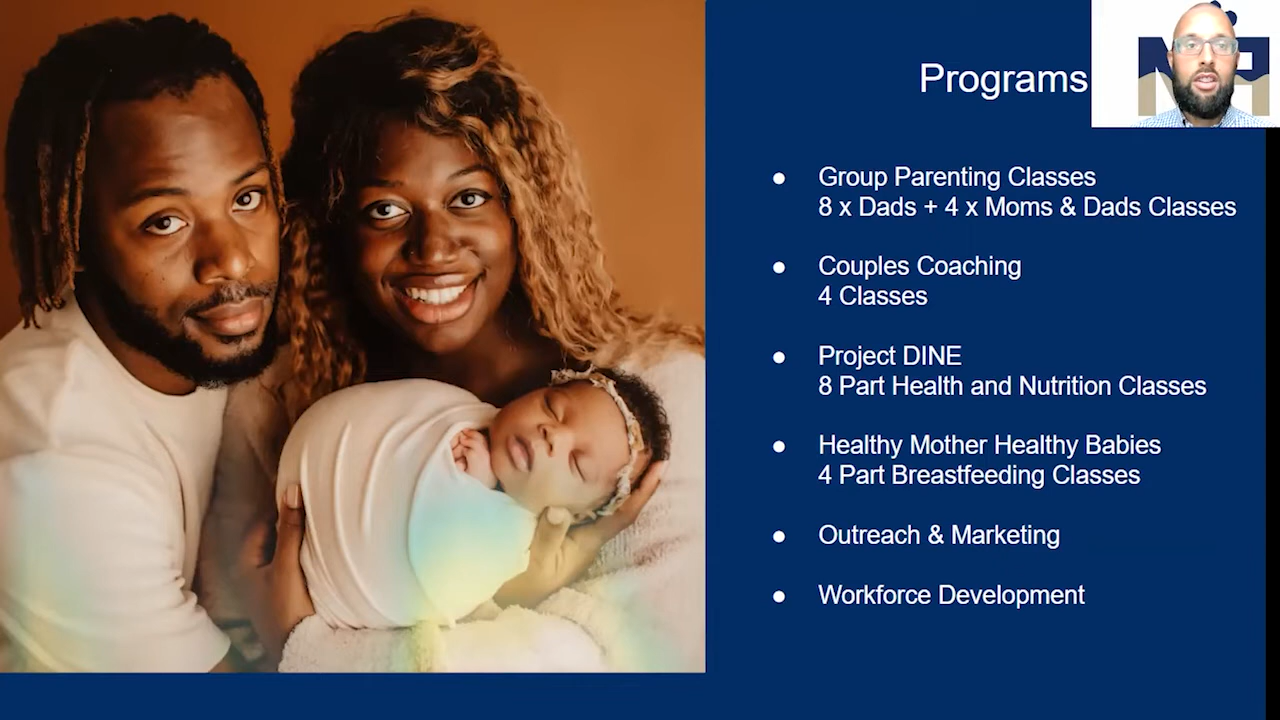 Programs
● Group Parenting Classes
8 x Dads + 4 x Moms & Dads Classes
● Couples Coaching
4 Classes
● Project DINE
8 Part Health and Nutrition Classes
● Healthy Mother Healthy Babies
4 Part Breastfeeding Classes
● Outreach & Marketing
● Workforce Development